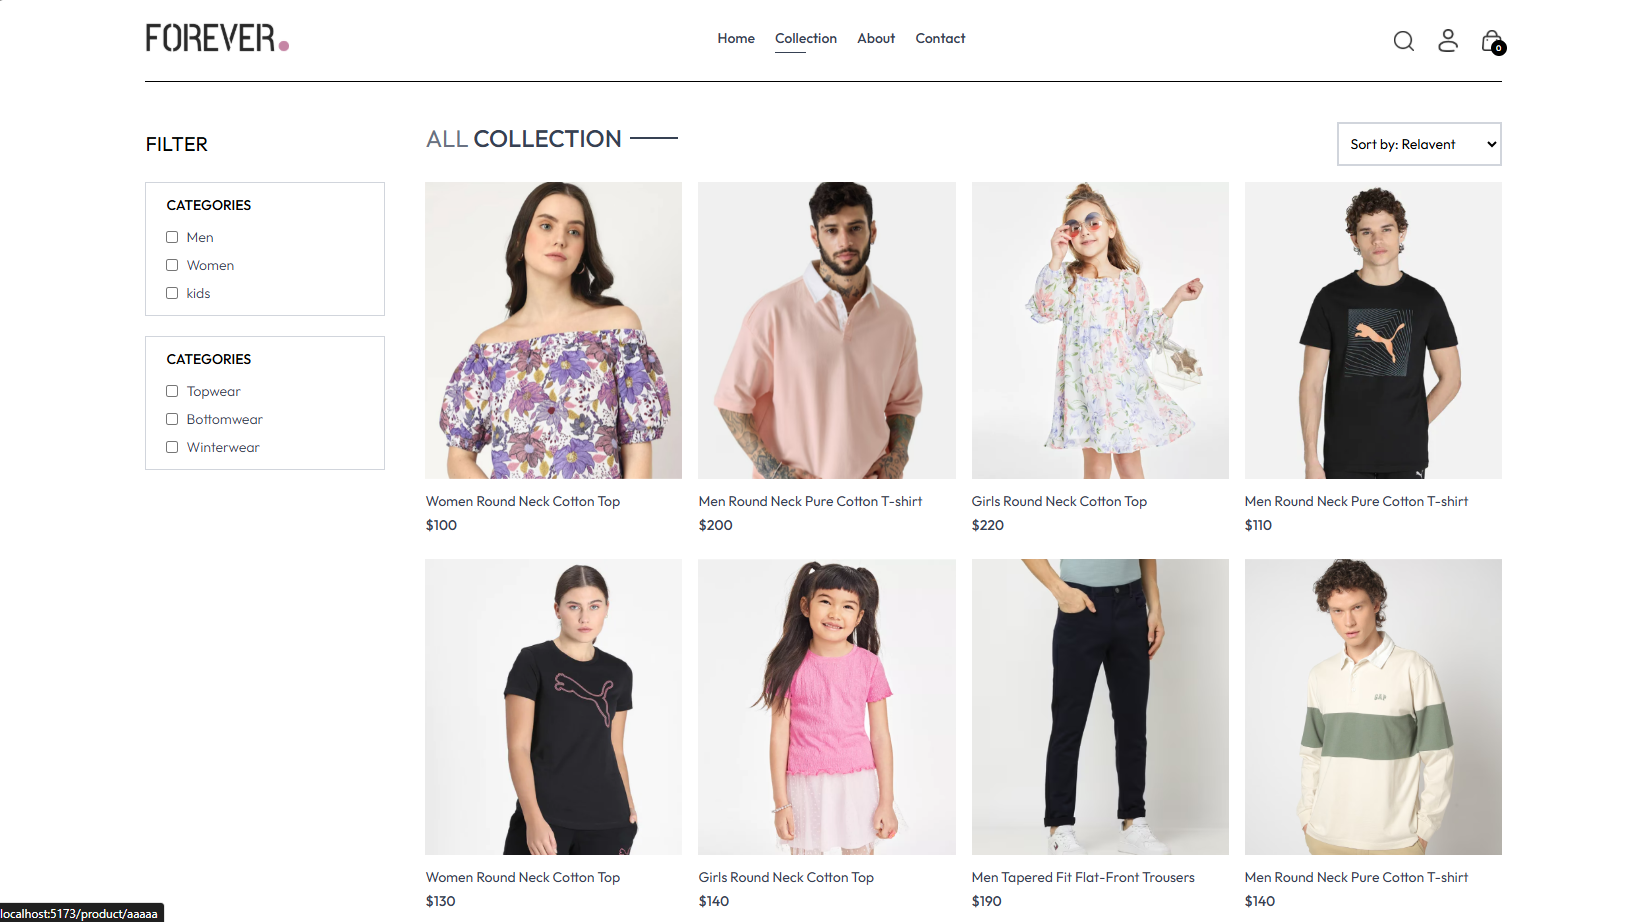 FOREVER.
Home Collection About Contact
0
FILTER
ALL COLLECTION
Sort by: Relavent
CATEGORIES
Men
Women
kids
CATEGORIES
Topwear
Bottomwear
Winterwear
Women Round Neck Cotton Top
$100
Men Round Neck Pure Cotton T-shirt
$200
Girls Round Neck Cotton Top
$220
Men Round Neck Pure Cotton T-shirt
$110
GAP
Women Round Neck Cotton Top
$130
Girls Round Neck Cotton Top
$140
Men Tapered Fit Flat-Front Trousers
$190
Men Round Neck Pure Cotton T-shirt
$140
localhost:5173/product/aaaaa